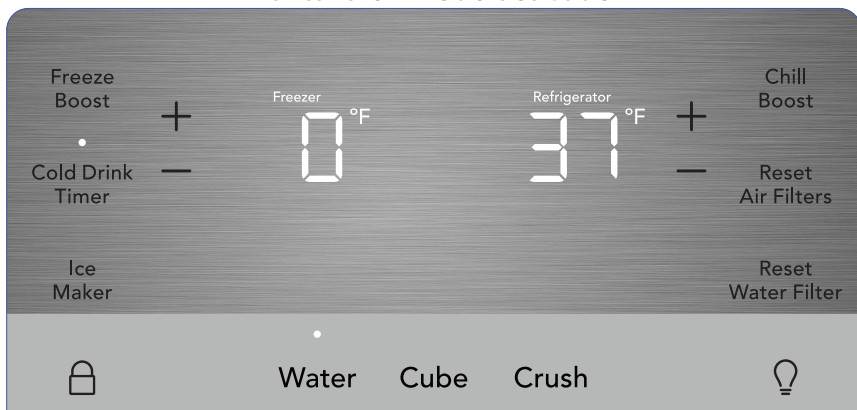 Freeze
Boost
Cold Drink
Timer
Ice
Maker
+
−
Freezer
0 °F
Refrigerator
37 °F
+
−
Chill
Boost
Reset
Air Filters
Reset
Water Filter
Water Cube Crush